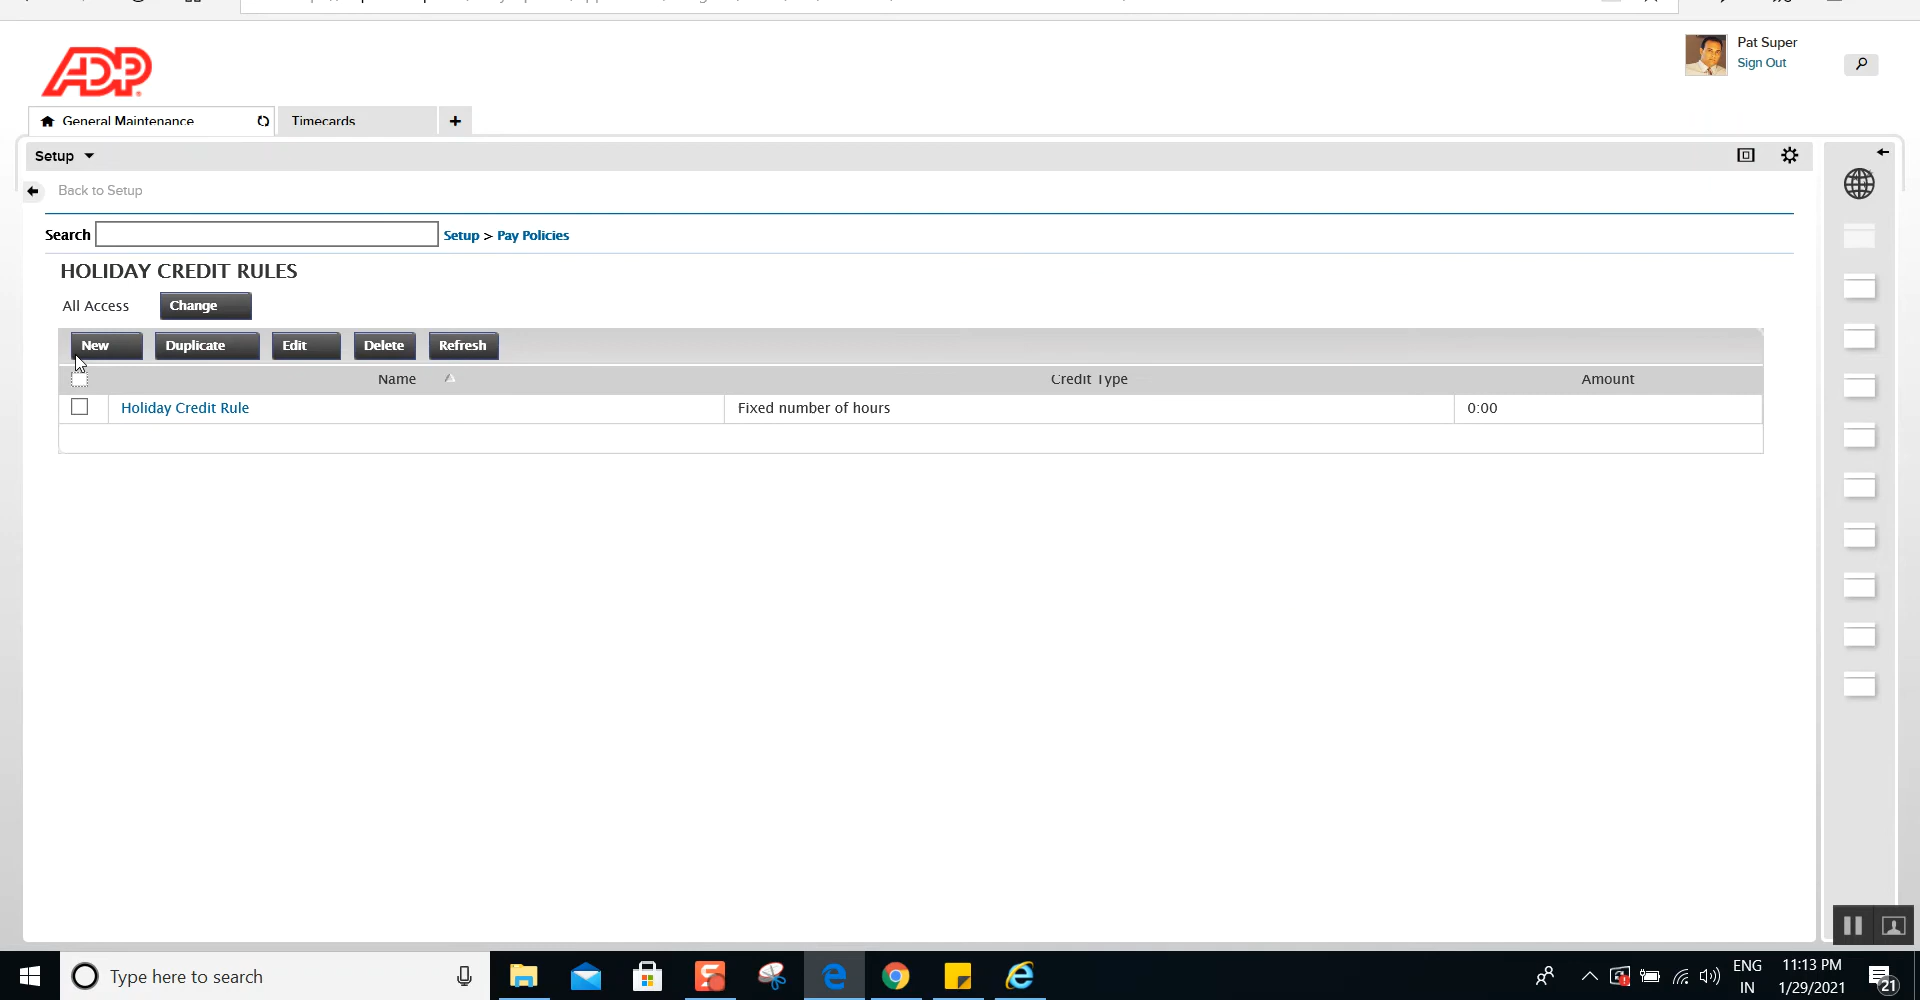 Pat Super
Sign Out
ADP
General Maintenance
Timecards
+
Setup
Back to Setup
Search
Setup > Pay Policies
HOLIDAY CREDIT RULES
All Access
Change
New
Duplicate
Edit
Delete
Refresh
Name
Credit Type
Amount
Holiday Credit Rule
Fixed number of hours
0:00
Type here to search
ENG
IN
11:13 PM
1/29/2021
21